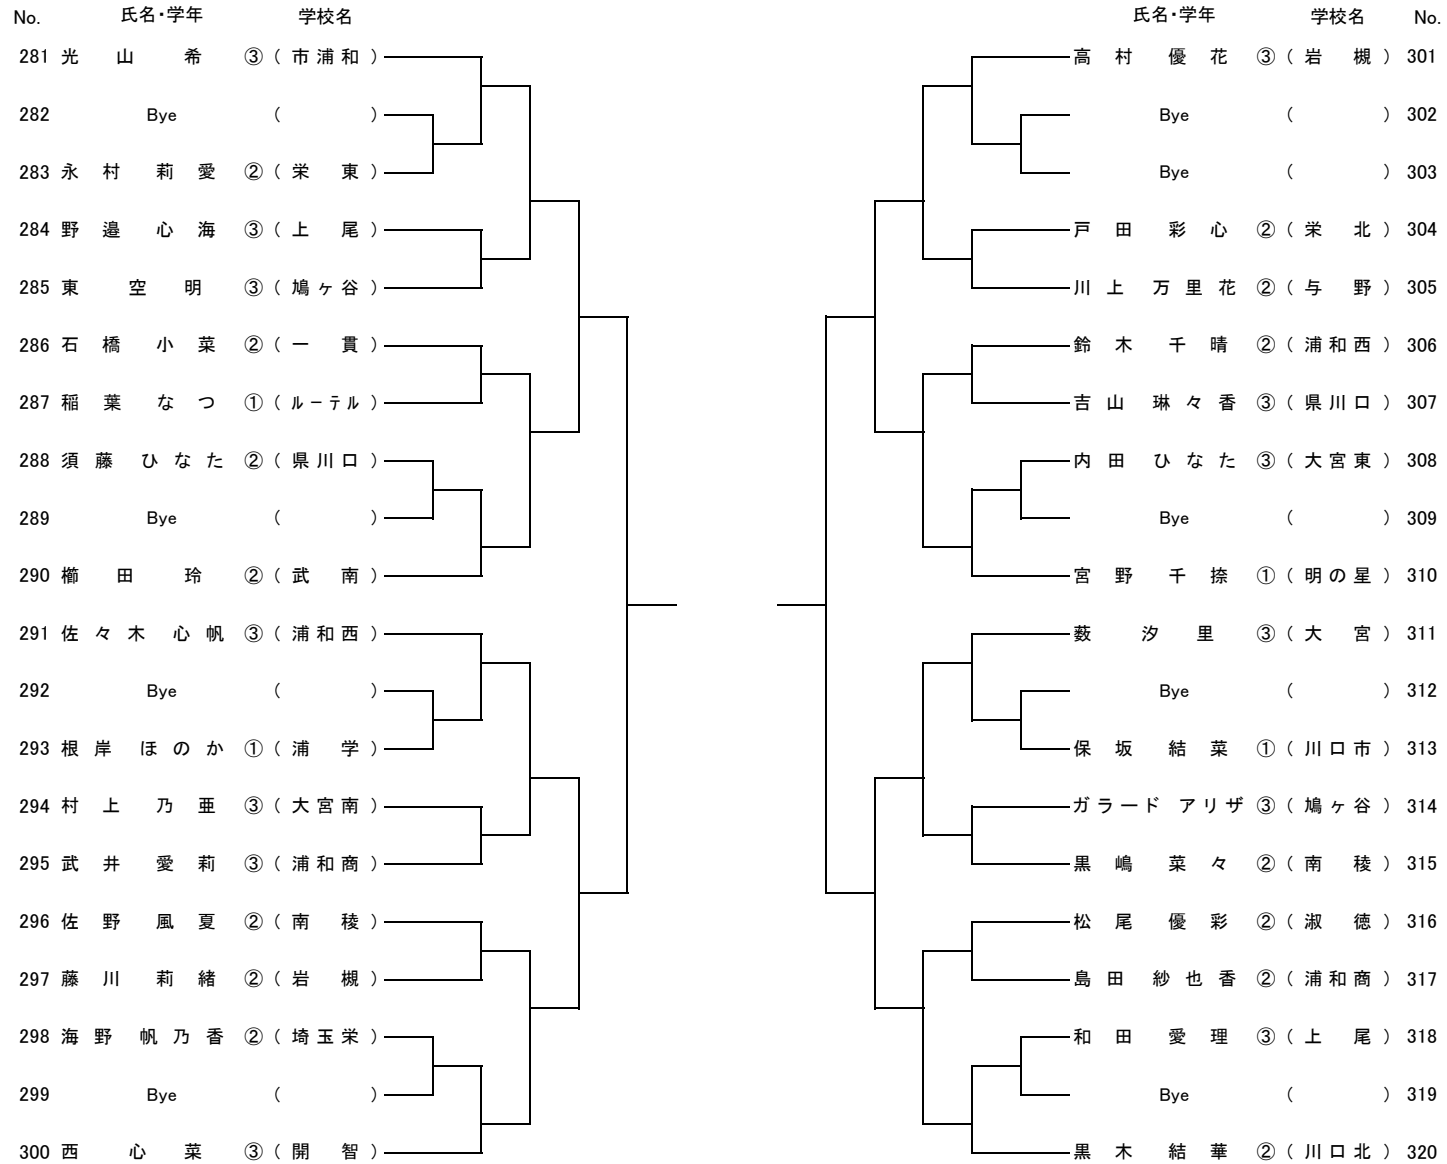 No. 氏名・学年 学校名 氏名・学年 学校名 No.
281 光山 希 ③ ( 市浦和 ) 高村 優花 ③ ( 岩槻 ) 301
282 Bye ( ) Bye ( ) 302
283 永村 莉愛 ② ( 栄東 ) Bye ( ) 303
284 野邉 心海 ③ ( 上尾 ) 戸田 彩心 ② ( 栄北 ) 304
285 東 空明 ③ ( 鳩ヶ谷 ) 川上 万里花 ② ( 与野 ) 305
286 石橋 小菜 ② ( 一貫 ) 鈴木 千晴 ② ( 浦和西 ) 306
287 稲葉 なつ ① ( ルーテル ) 吉山 琳々香 ③ ( 県川口 ) 307
288 須藤 ひなた ② ( 県川口 ) 内田 ひなた ③ ( 大宮東 ) 308
289 Bye ( ) Bye ( ) 309
290 櫛田 玲 ② ( 武南 ) 宮野 千捺 ① ( 明の星 ) 310
291 佐々木 心帆 ③ ( 浦和西 ) 薮 汐里 ③ ( 大宮 ) 311
292 Bye ( ) Bye ( ) 312
293 根岸 ほのか ① ( 浦学 ) 保坂 結菜 ① ( 川口市 ) 313
294 村上 乃亜 ③ ( 大宮南 ) ガラード アリザ ③ ( 鳩ヶ谷 ) 314
295 武井 愛莉 ③ ( 浦和商 ) 黒嶋 菜々 ② ( 南稜 ) 315
296 佐野 風夏 ② ( 南稜 ) 松尾 優彩 ② ( 淑徳 ) 316
297 藤川 莉緒 ② ( 岩槻 ) 島田 紗也香 ② ( 浦和商 ) 317
298 海野 帆乃香 ② ( 埼玉栄 ) 和田 愛理 ③ ( 上尾 ) 318
299 Bye ( ) Bye ( ) 319
300 西 心菜 ③ ( 開智 ) 黒木 結華 ② ( 川口北 ) 320